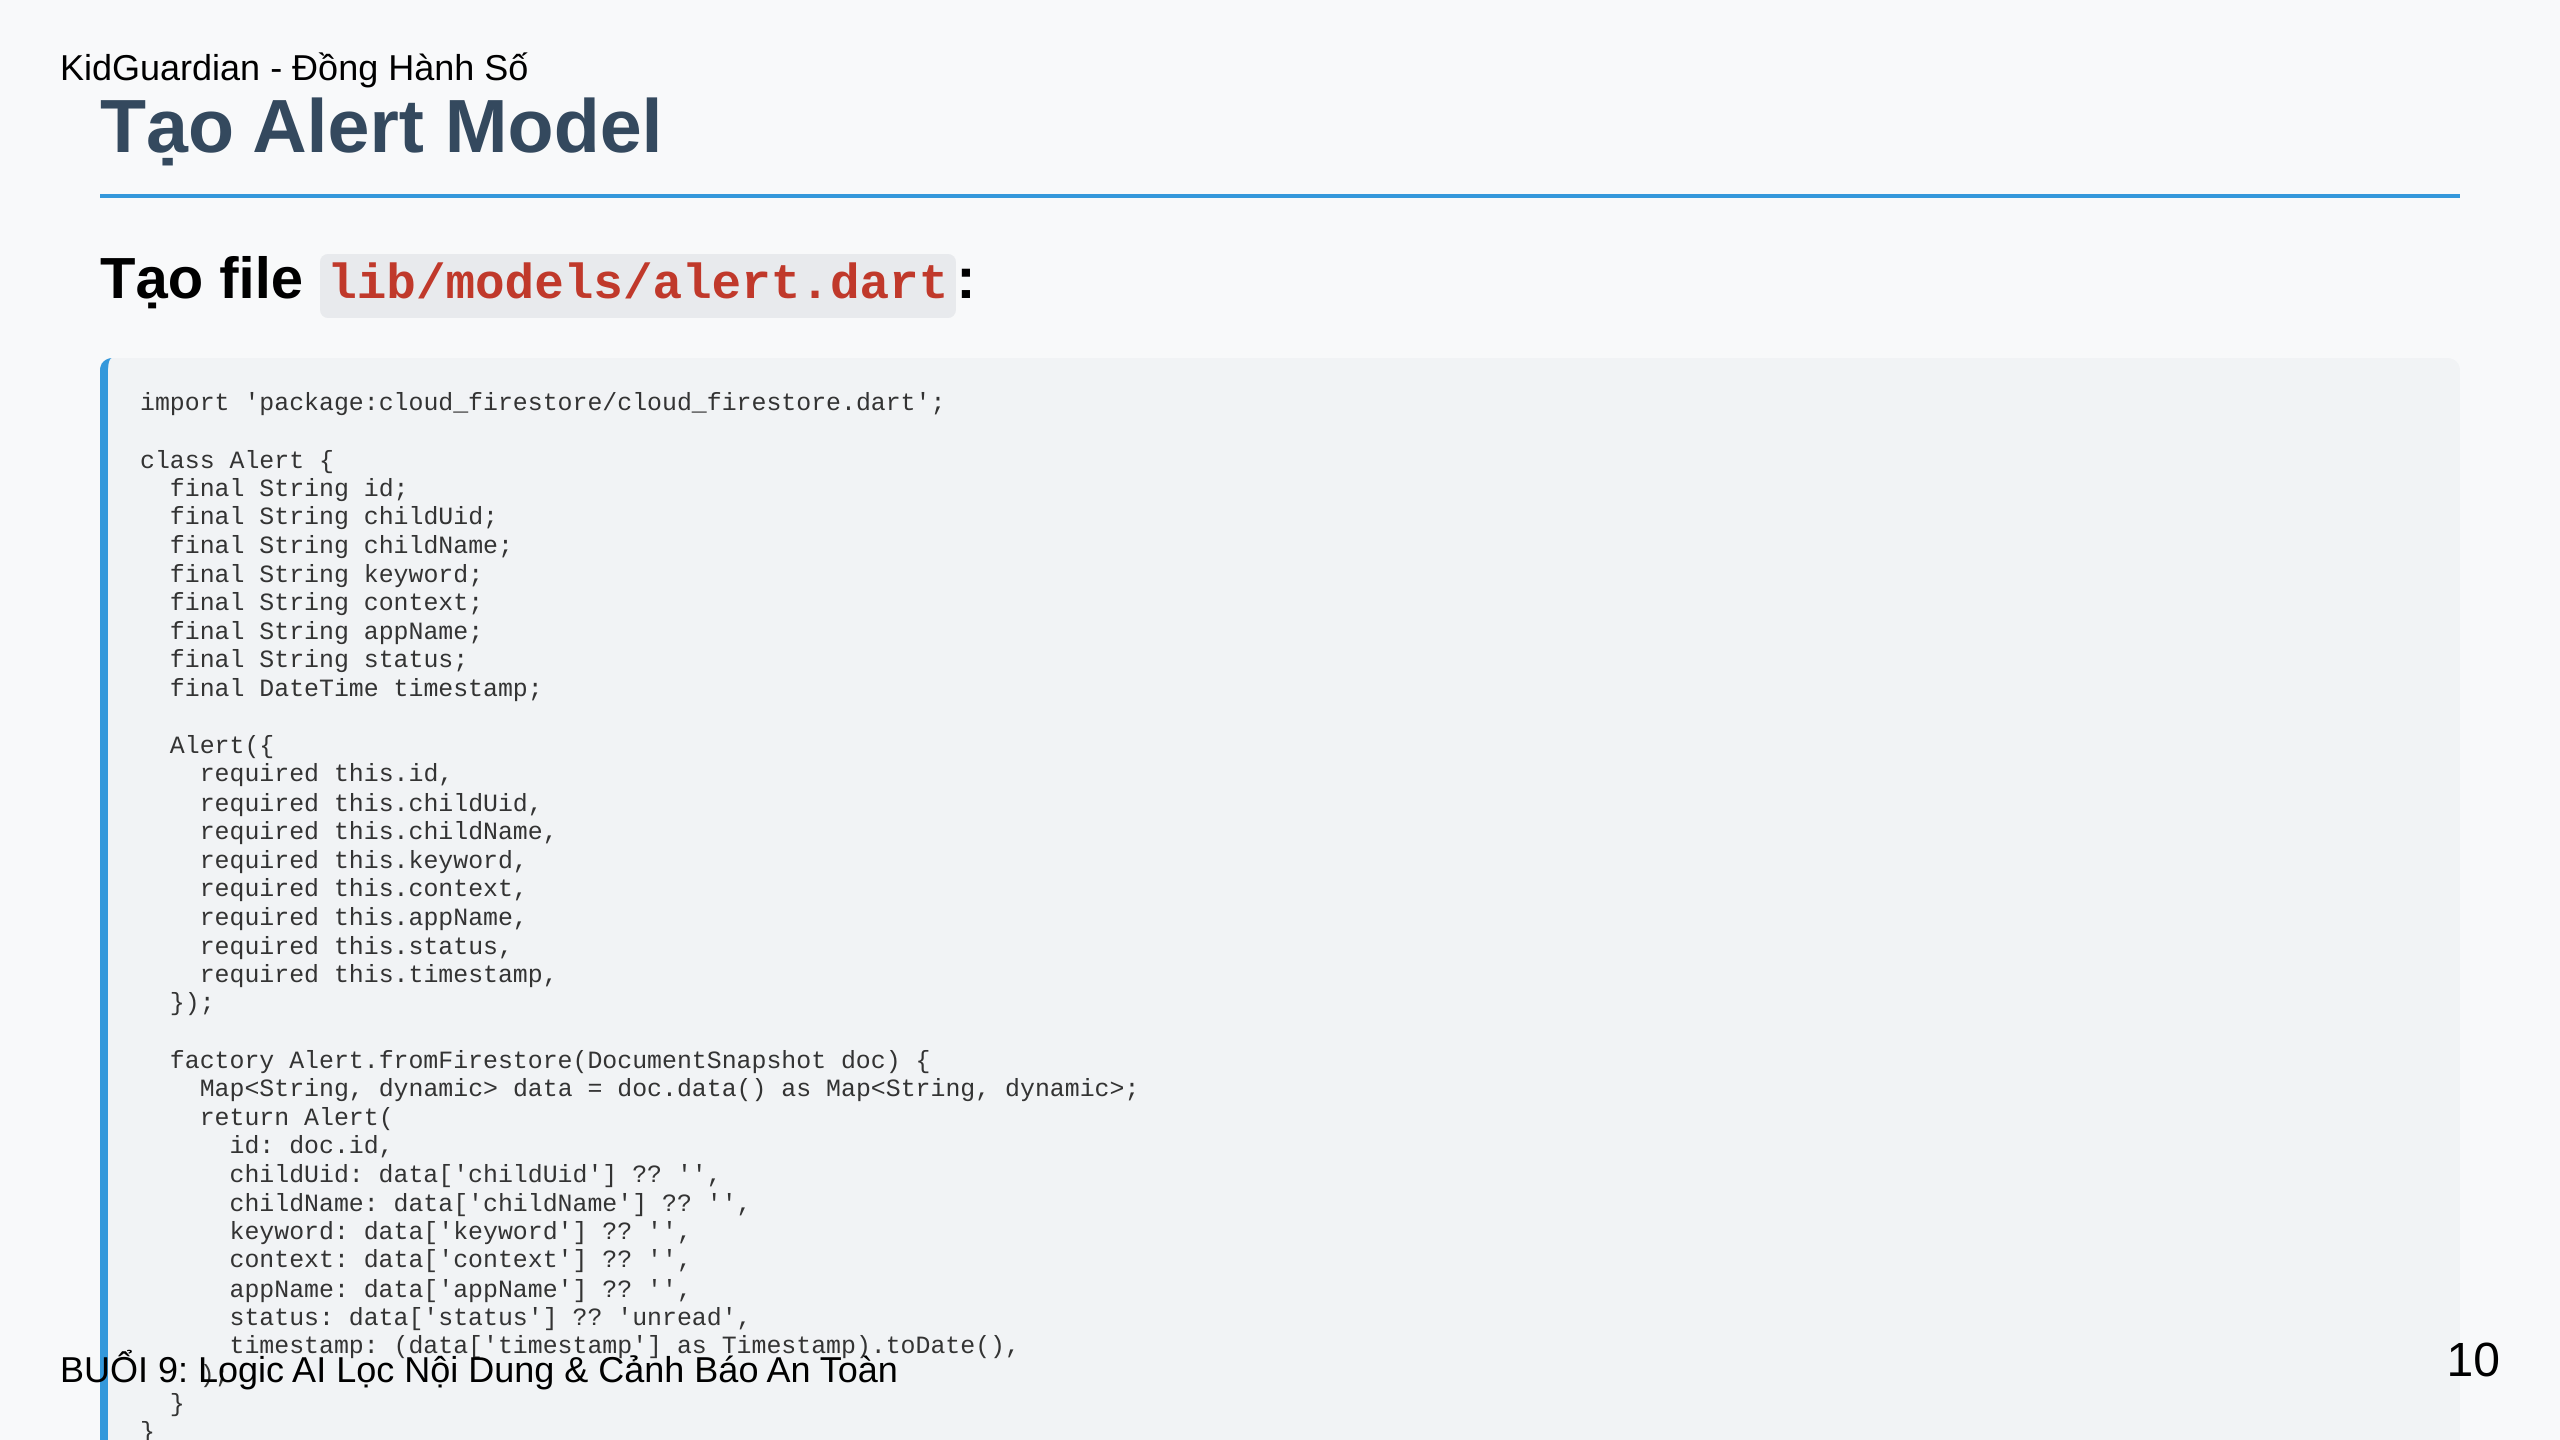 KidGuardian - Đồng Hành Số
Tạo Alert Model
Tạo file lib/models/alert.dart:
import 'package:cloud_firestore/cloud_firestore.dart';

class Alert {
  final String id;
  final String childUid;
  final String childName;
  final String keyword;
  final String context;
  final String appName;
  final String status;
  final DateTime timestamp;

  Alert({
    required this.id,
    required this.childUid,
    required this.childName,
    required this.keyword,
    required this.context,
    required this.appName,
    required this.status,
    required this.timestamp,
  });

  factory Alert.fromFirestore(DocumentSnapshot doc) {
    Map<String, dynamic> data = doc.data() as Map<String, dynamic>;
    return Alert(
      id: doc.id,
      childUid: data['childUid'] ?? '',
      childName: data['childName'] ?? '',
      keyword: data['keyword'] ?? '',
      context: data['context'] ?? '',
      appName: data['appName'] ?? '',
      status: data['status'] ?? 'unread',
      timestamp: (data['timestamp'] as Timestamp).toDate(),
    );
  }
}
BUỔI 9: Logic AI Lọc Nội Dung & Cảnh Báo An Toàn
10